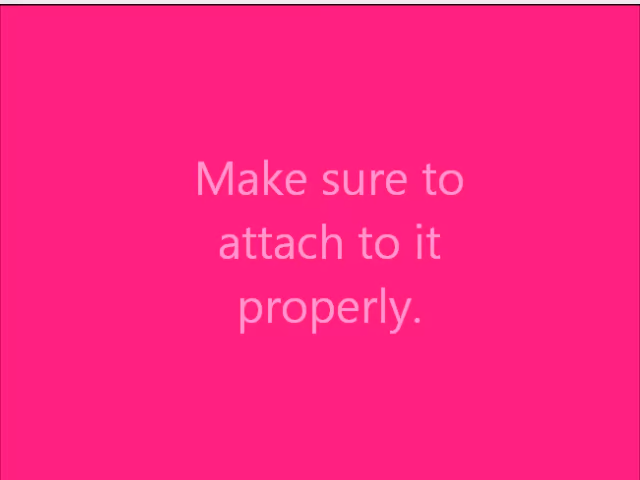 Make sure to
attach to it
properly.